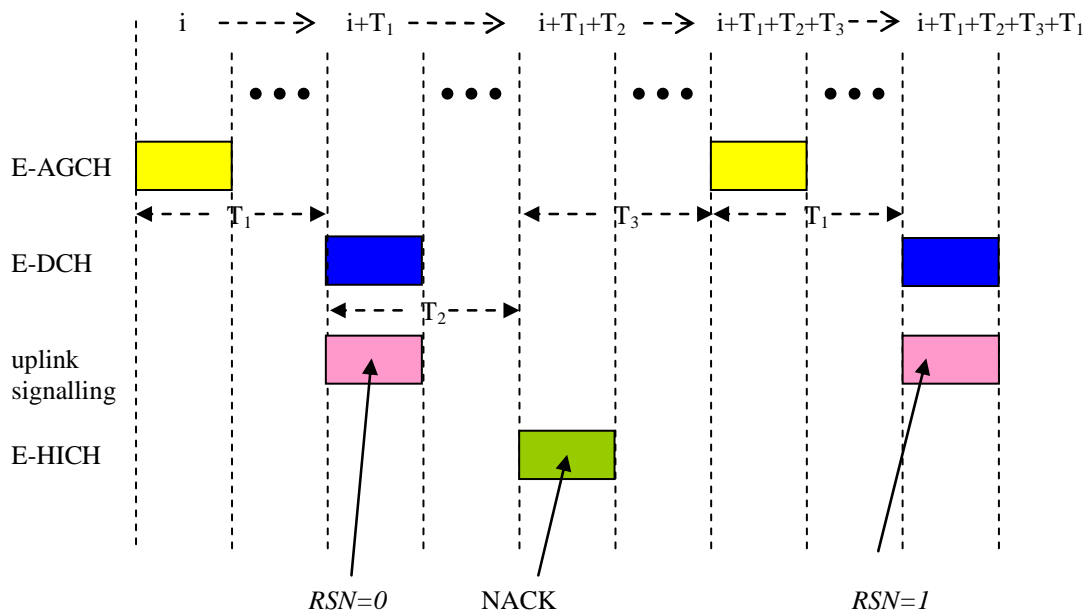 i
i+T₁
i+T₁+T₂
i+T₁+T₂+T₃
i+T₁+T₂+T₃+T₁
E-AGCH
T₁
T₃
T₁
E-DCH
T₂
uplink
signalling
E-HICH
RSN=0
NACK
RSN=1